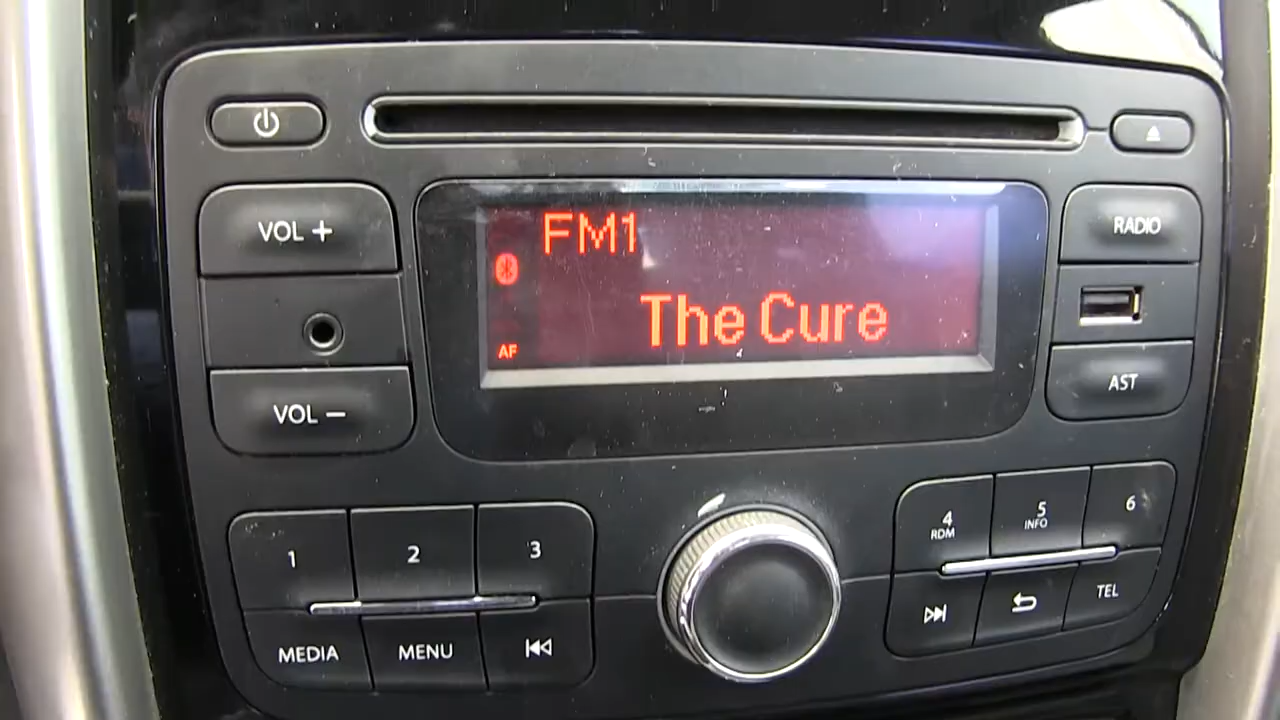 VOL +
VOL –
FM1
The Cure
AF
RADIO
AST
1
2
3
MEDIA
MENU
4
RDM
5
INFO
6
TEL